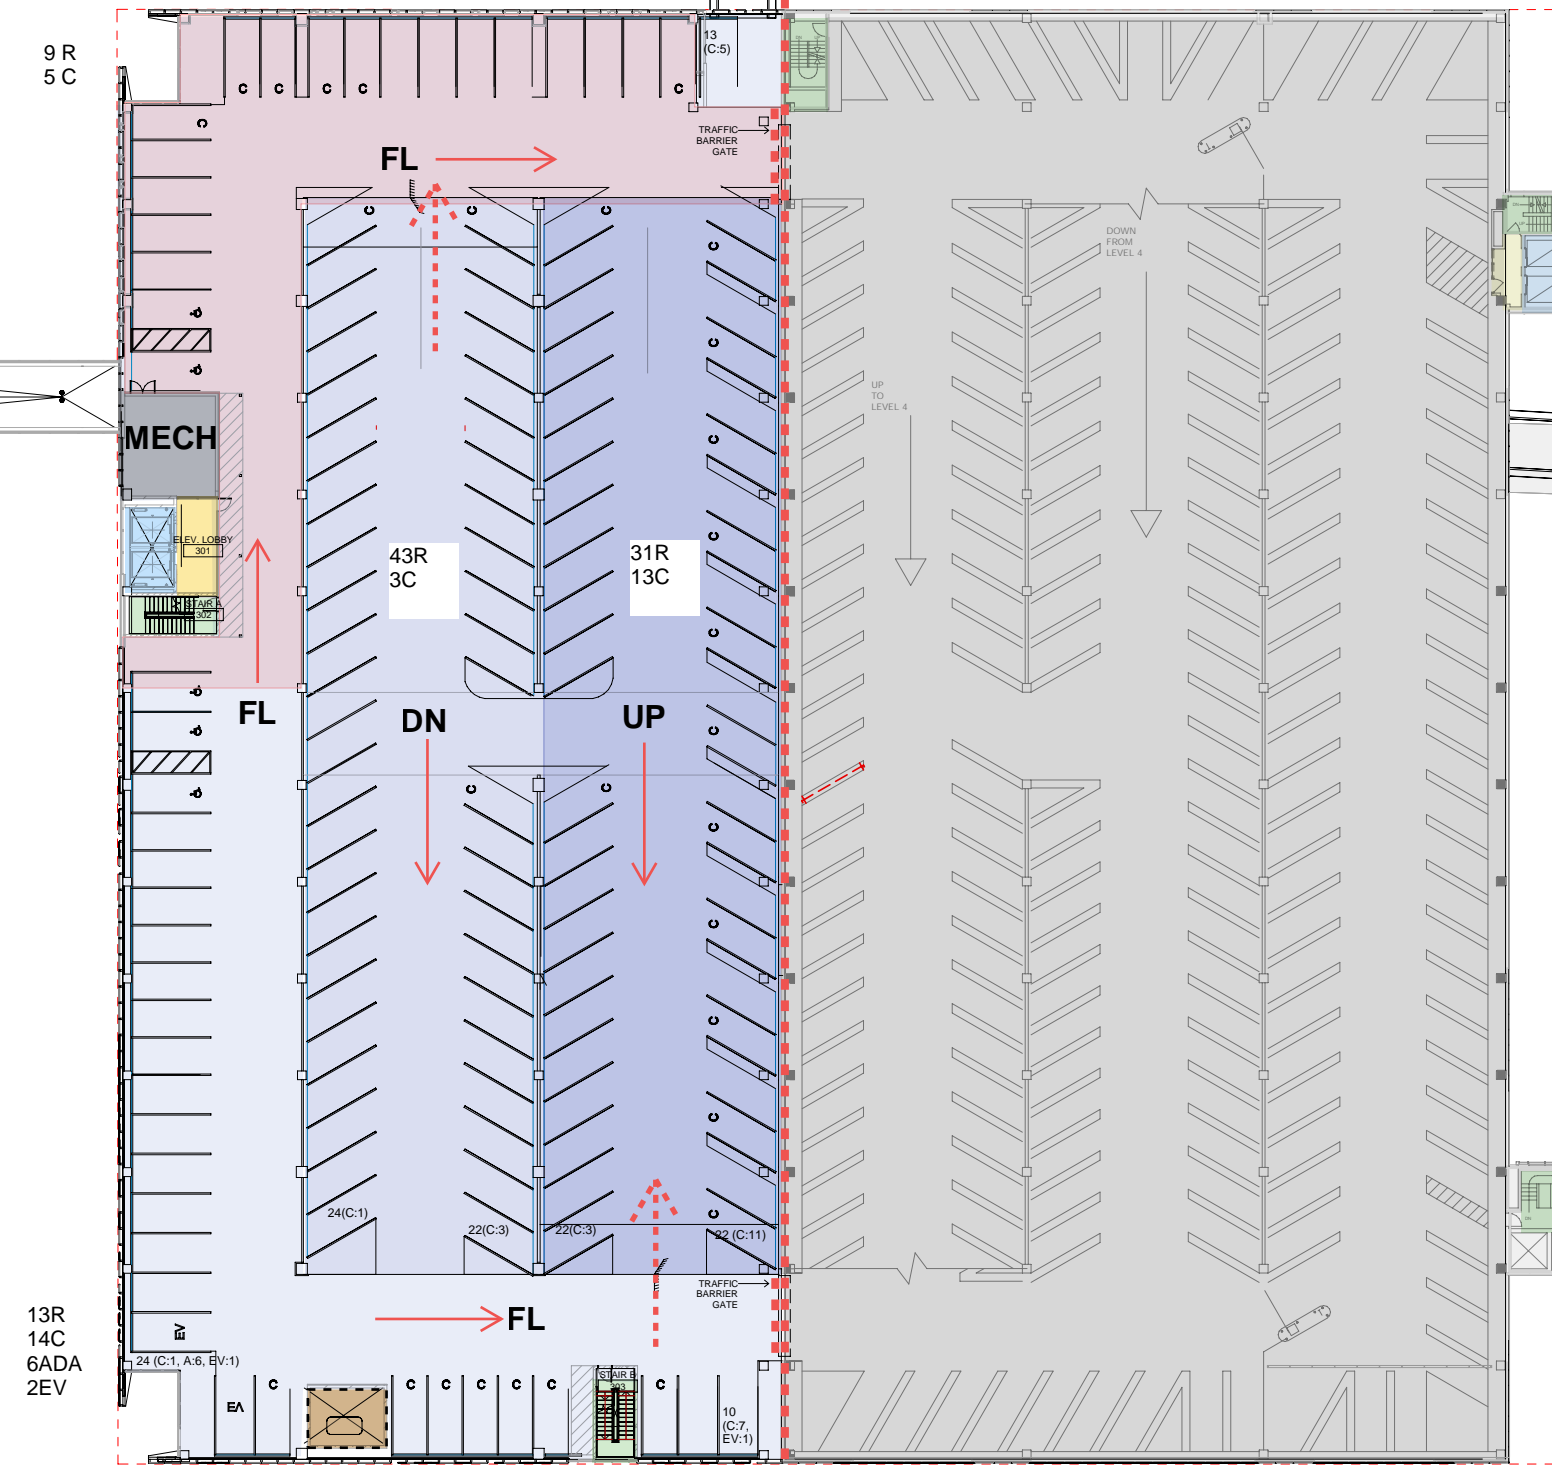 9 R
5 C
13
(C:5)
C
C
C
C
C
C
TRAFFIC
BARRIER
GATE
FL
C
C
C
C
DOWN
FROM
LEVEL 4
C
UP
TO
LEVEL 4
MECH
C
C
ELEV. LOBBY
301
43R
3C
31R
13C
STAIR A
302
C
FL
DN
UP
C
C
C
C
C
C
C
C
24(C:1)
22(C:3)
22(C:3)
22 (C:11)
C
TRAFFIC
BARRIER
GATE
FL
13R
14C
6ADA
2EV
EV
24 (C:1, A:6, EV:1)
STAIR B
303
C
C
C
C
C
C
C
EV
10
(C:7,
EV:1)